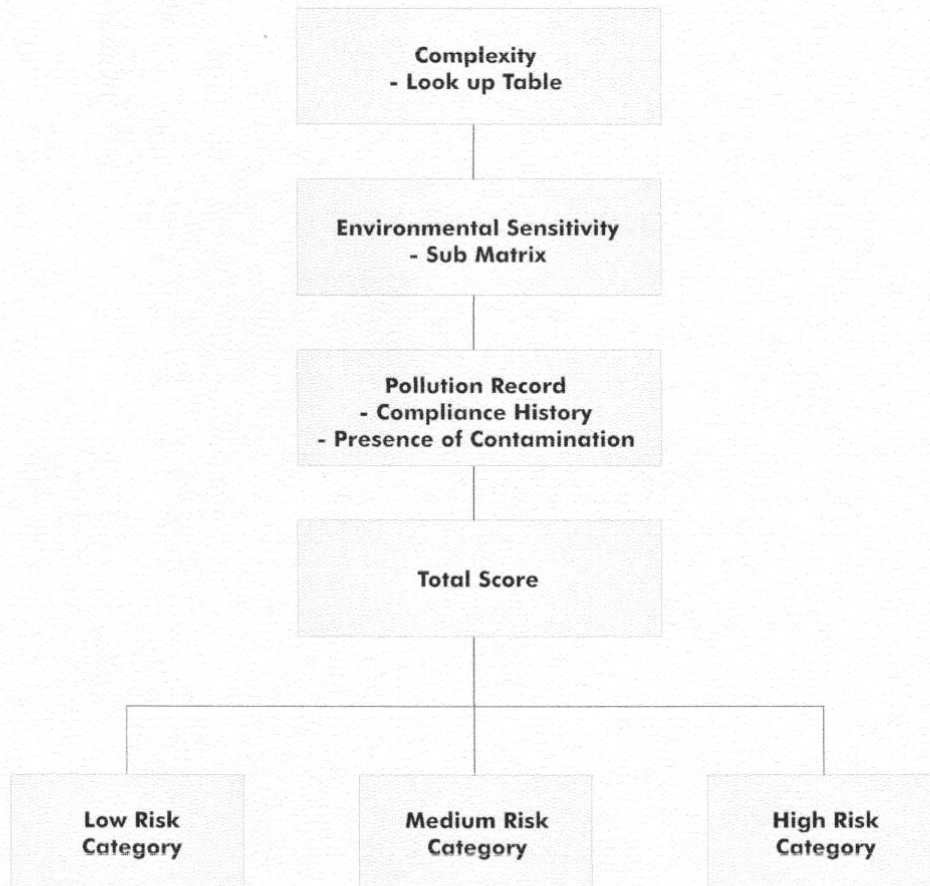 Complexity
- Look up Table
Environmental Sensitivity
- Sub Matrix
Pollution Record
- Compliance History
- Presence of Contamination
Total Score
Low Risk
Category
Medium Risk
Category
High Risk
Category